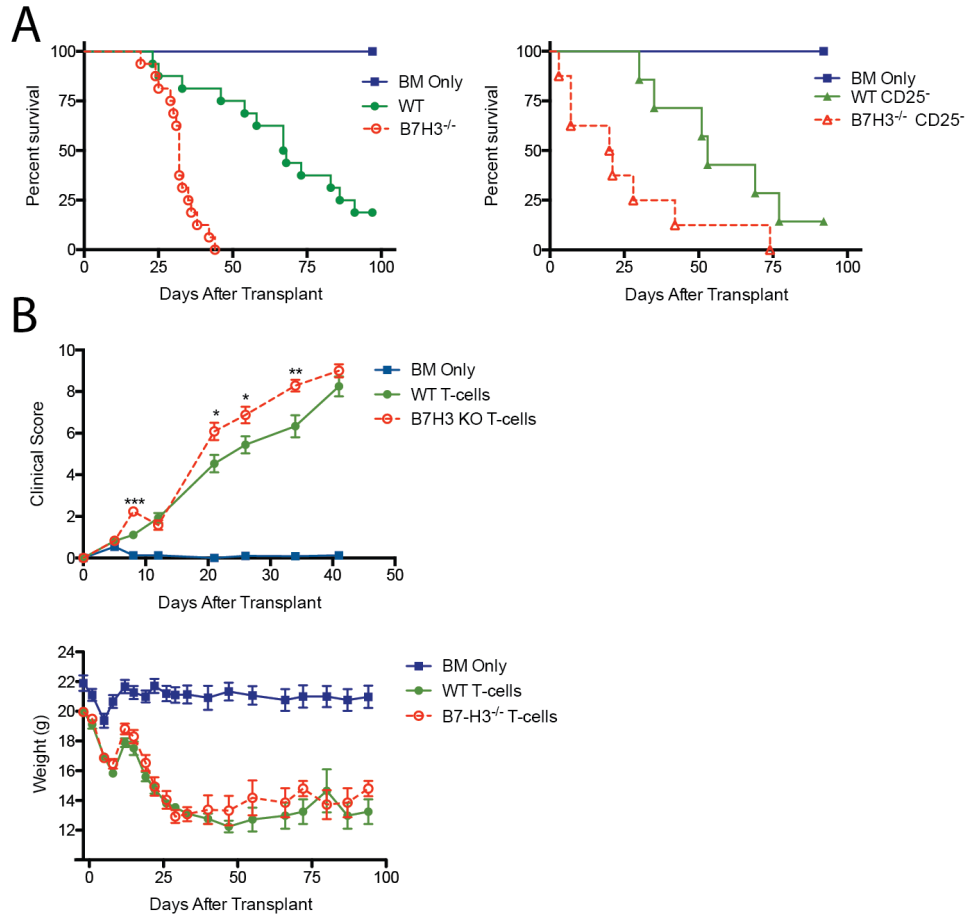 A
Percent survival
100
75
50
25
0
0 25 50 75 100
Days After Transplant
BM Only
WT
B7H3-/-
Percent survival
100
75
50
25
0
0 25 50 75 100
Days After Transplant
BM Only
WT CD25-
B7H3-/- CD25-
B
Clinical Score
10
8
6
4
2
0
0 10 20 30 40 50
*** * * **
Days After Transplant
BM Only
WT T-cells
B7H3 KO T-cells
Weight (g)
24
22
20
18
16
14
12
0 25 50 75 100
Days After Transplant
BM Only
WT T-cells
B7-H3-/- T-cells